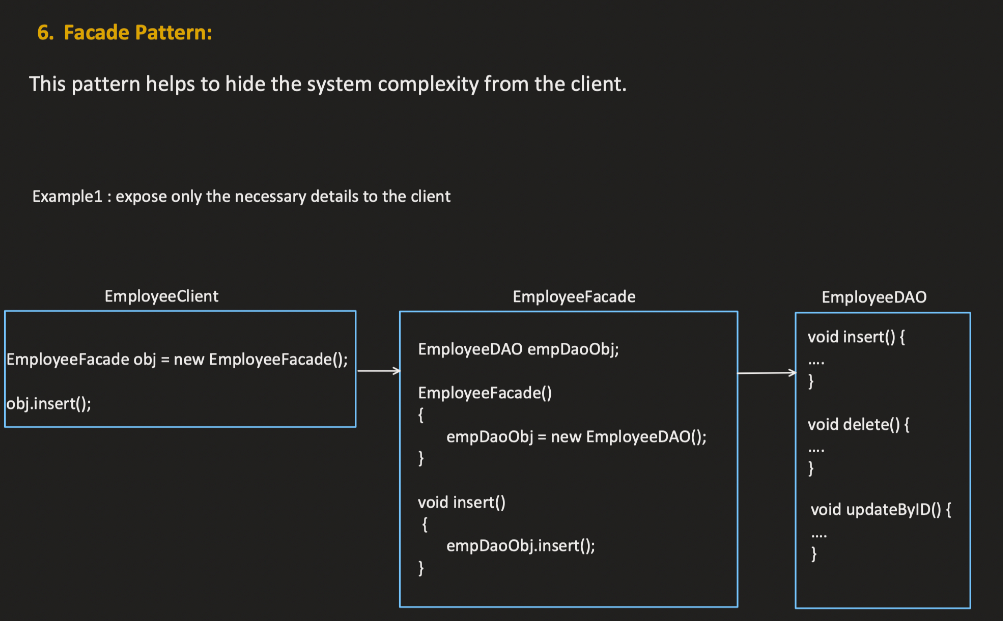 6. Facade Pattern:
This pattern helps to hide the system complexity from the client.
Example1 : expose only the necessary details to the client
EmployeeClient
EmployeeFacade obj = new EmployeeFacade();
obj.insert();
EmployeeFacade
EmployeeDAO empDaoObj;
EmployeeFacade()
{
empDaoObj = new EmployeeDAO();
}
void insert()
{
empDaoObj.insert();
}
EmployeeDAO
void insert() {
....
}
void delete() {
....
}
void updateByID() {
....
}